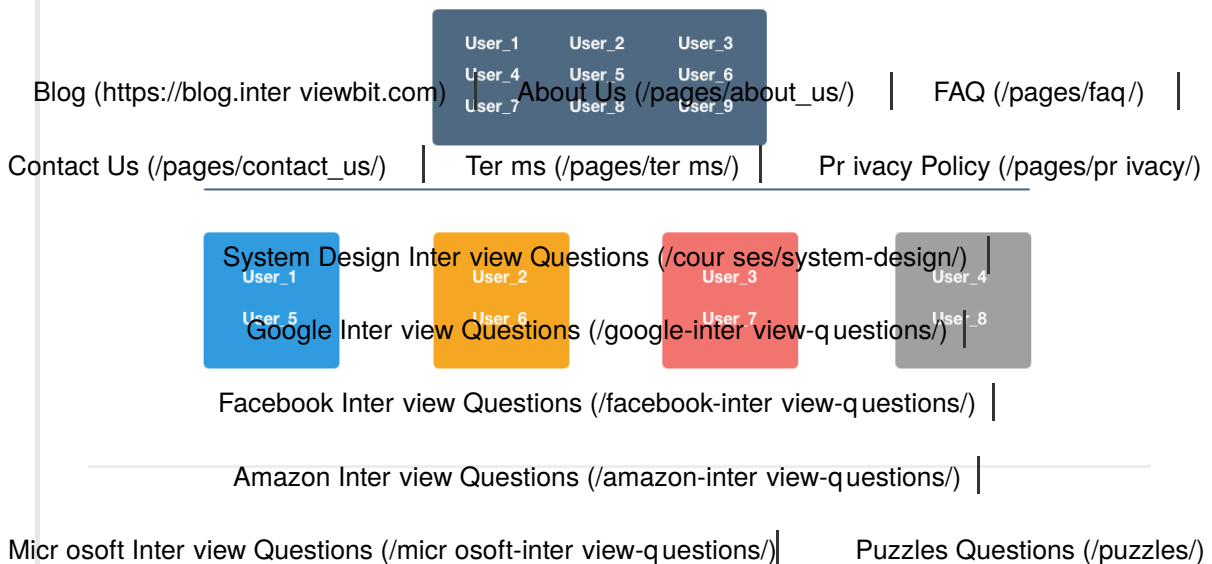 User_1 User_2 User_3
User_4 User_5 User_6
Blog (https://blog.inter viewbit.com) | About Us (/pages/about_us/) | FAQ (/pages/faq/) |
User_7 User_8 User_9
Contact Us (/pages/contact_us/) | Ter ms (/pages/ter ms/) | Pr ivacy Policy (/pages/pr ivacy/)
System Design Inter view Questions (/cour ses/system-design/) |
User_1 User_2 User_3 User_4
User_5 User_6 User_7 User_8
Google Inter view Questions (/google-inter view-questions/) |
Facebook Inter view Questions (/facebook-inter view-questions/) |
Amazon Inter view Questions (/amazon-inter view-questions/) |
Micr osoft Inter view Questions (/micr osoft-inter view-questions/)| Puzzles Questions (/puzzles/)